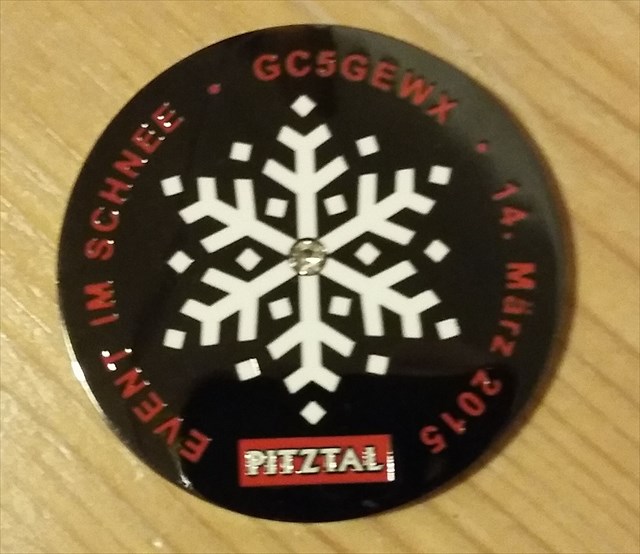 EVENT IM SCHNEE • GC5GEWX • 14. März 2015
PITZTAL